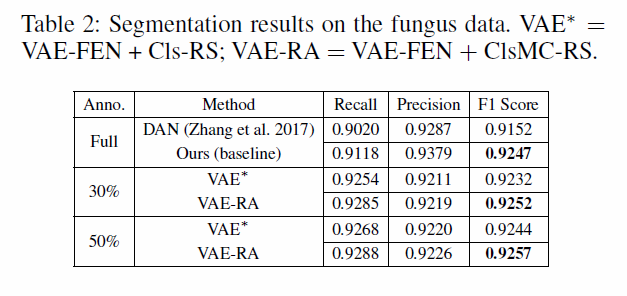 Table 2: Segmentation results on the fungus data. VAE* =
VAE-FEN + Cls-RS; VAE-RA = VAE-FEN + ClsMC-RS.
Anno. Method Recall Precision F1 Score
Full DAN (Zhang et al. 2017) 0.9020 0.9287 0.9152
Ours (baseline) 0.9118 0.9379 0.9247
30% VAE* 0.9254 0.9211 0.9232
VAE-RA 0.9285 0.9219 0.9252
50% VAE* 0.9268 0.9220 0.9244
VAE-RA 0.9288 0.9226 0.9257